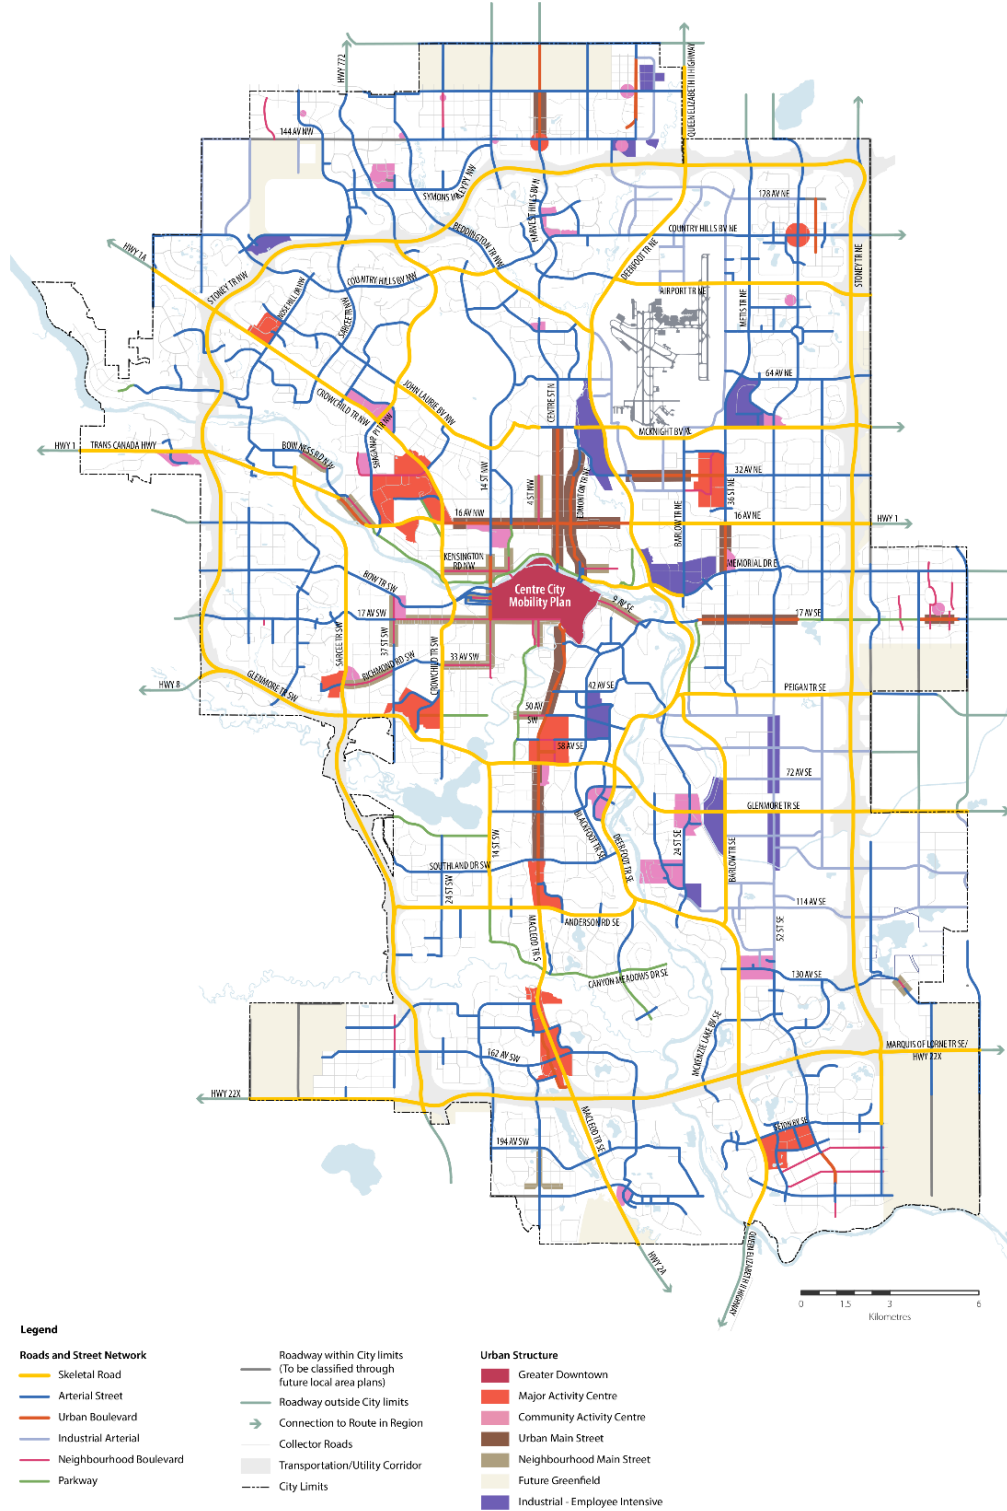 HWY 772
QUEEN ELIZABETH II HIGHWAY
144 AV NW
SYMONS VALLEY PY NW
128 AV NE
HARVEST HILLS BV N
BEDDINGTON TR NW
COUNTRY HILLS BV NE
HWY 1A
DEERFOOT TR NE
STONEY TR NE
STONEY TR NW
COUNTRY HILLS BV NW
AIRPORT TR NE
METIS TR NE
SARCEE TR NW
64 AV NE
JOHN LAURIE BV NW
CROWCHILD TR NW
CENTRE ST N
SHAGANAPPI TR NW
MCKNIGHT BV NE
HWY 1
TRANS CANADA HWY
BOWNESS RD NW
14 ST NW
4 ST NW
EDMONTON TR NE
32 AV NE
36 ST NE
16 AV NW
16 AV NE
HWY 1
BARLOW TR NE
KENSINGTON
RD NW
MEMORIAL DR E
BOW TR SW
Centre City
Mobility Plan
9 AV SE
17 AV SW
17 AV SE
37 ST SW
SARCEE TR SW
CROWCHILD TR SW
33 AV SW
RICHMOND RD SW
HWY 8
GLENMORE TR SW
42 AV SE
PEIGAN TR SE
50 AV
SW
58 AV SE
72 AV SE
GLENMORE TR SE
BLACKFOOT TR SE
DEERFOOT TR SE
24 ST SE
BARLOW TR SE
14 ST SW
SOUTHLAND DR SW
24 ST SW
114 AV SE
ANDERSON RD SE
MACLEOD TR S
52 ST SE
CANYON MEADOWS DR SE
130 AV SE
MCKENZIE LAKE BV SE
MARQUIS OF LORNE TR SE/
HWY 22X
162 AV SW
HWY 22X
MACLEOD TR SE
SETON BV SE
194 AV SW
HWY 2A
QUEEN ELIZABETH II HIGHWAY
0 1.5 3 6
Kilometres
Legend
Roads and Street Network
Skeletal Road
Arterial Street
Urban Boulevard
Industrial Arterial
Neighbourhood Boulevard
Parkway
Roadway within City limits
(To be classified through
future local area plans)
Roadway outside City limits
Connection to Route in Region
Collector Roads
Transportation/Utility Corridor
City Limits
Urban Structure
Greater Downtown
Major Activity Centre
Community Activity Centre
Urban Main Street
Neighbourhood Main Street
Future Greenfield
Industrial - Employee Intensive